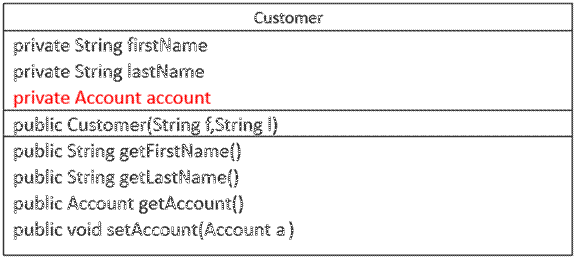 Customer
private String firstName
private String lastName
private Account account
public Customer(String f,String l)
public String getFirstName()
public String getLastName()
public Account getAccount()
public void setAccount(Account a )